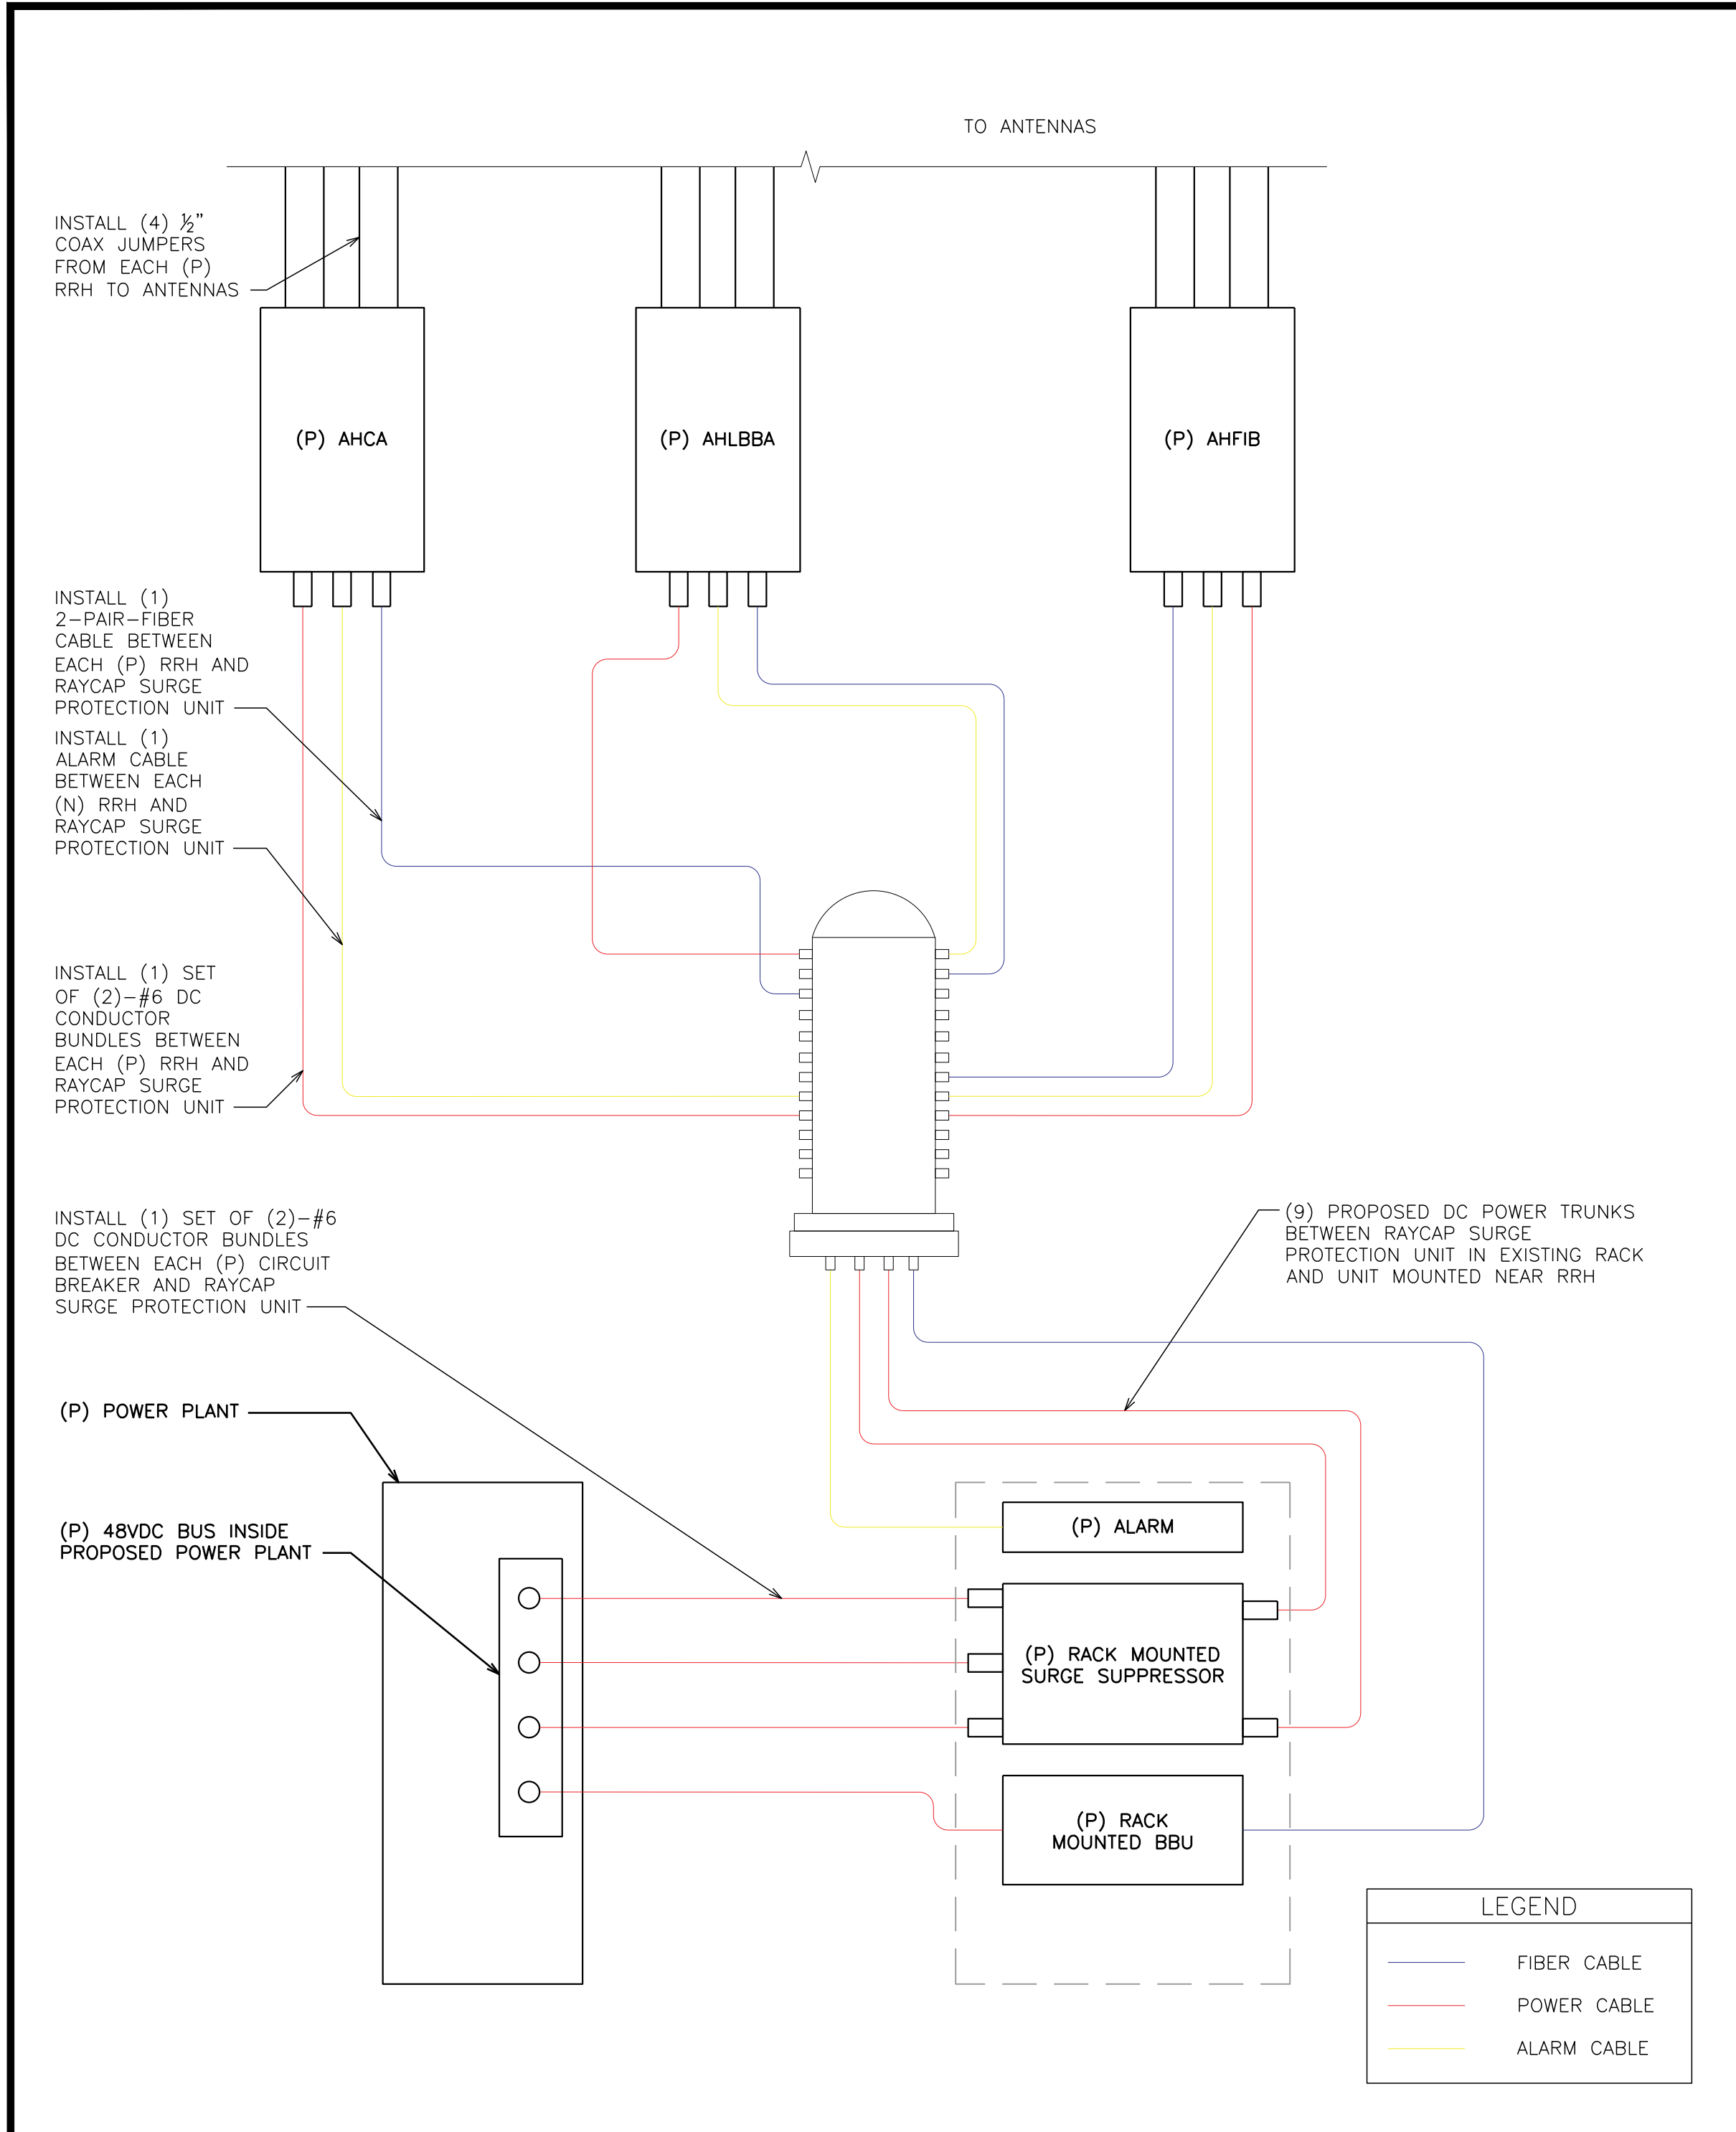 TO ANTENNAS
INSTALL (4) ½"
COAX JUMPERS
FROM EACH (P)
RRH TO ANTENNAS
(P) AHCA
(P) AHLBBA
(P) AHFIB
INSTALL (1)
2-PAIR-FIBER
CABLE BETWEEN
EACH (P) RRH AND
RAYCAP SURGE
PROTECTION UNIT
INSTALL (1)
ALARM CABLE
BETWEEN EACH
(N) RRH AND
RAYCAP SURGE
PROTECTION UNIT
INSTALL (1) SET
OF (2)-#6 DC
CONDUCTOR
BUNDLES BETWEEN
EACH (P) RRH AND
RAYCAP SURGE
PROTECTION UNIT
INSTALL (1) SET OF (2)-#6
DC CONDUCTOR BUNDLES
BETWEEN EACH (P) CIRCUIT
BREAKER AND RAYCAP
SURGE PROTECTION UNIT
(9) PROPOSED DC POWER TRUNKS
BETWEEN RAYCAP SURGE
PROTECTION UNIT IN EXISTING RACK
AND UNIT MOUNTED NEAR RRH
(P) POWER PLANT
(P) 48VDC BUS INSIDE
PROPOSED POWER PLANT
(P) ALARM
(P) RACK MOUNTED
SURGE SUPPRESSOR
(P) RACK
MOUNTED BBU
LEGEND
FIBER CABLE
POWER CABLE
ALARM CABLE